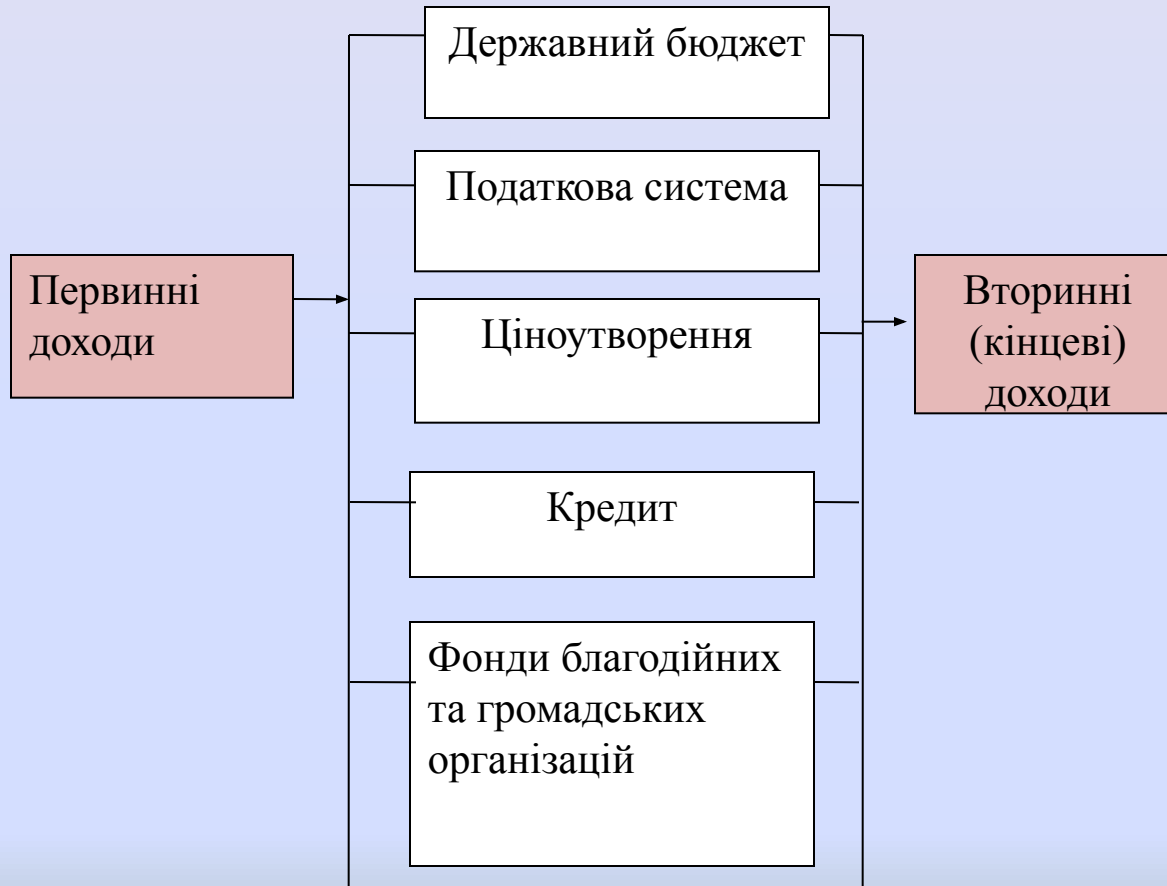 Державний бюджет
Податкова система
Первинні
доходи
Ціноутворення
Вторинні
(кінцеві)
доходи
Кредит
Фонди благодійних
та громадських
організацій